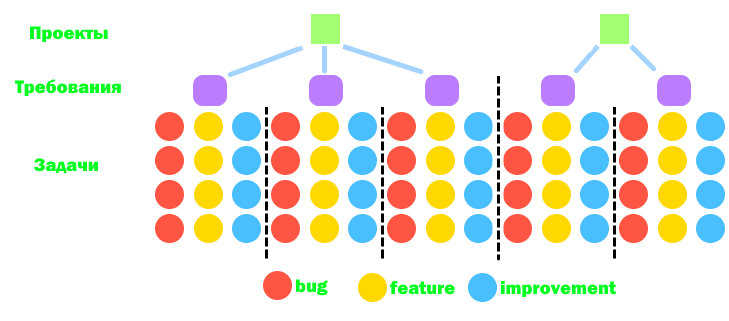 Проекты
Требования
Задачи
bug feature improvement